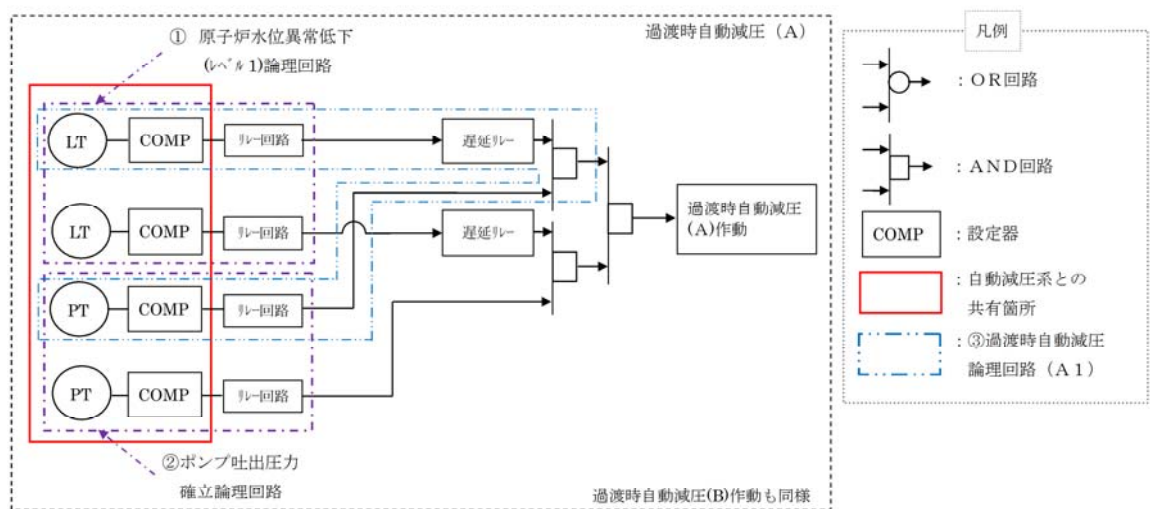 過渡時自動減圧（A）
① 原子炉水位異常低下
(ﾚﾍﾞﾙ1)論理回路
LT
COMP
ﾘﾚｰ回路
遅延ﾘﾚｰ
LT
COMP
ﾘﾚｰ回路
遅延ﾘﾚｰ
過渡時自動減圧
(A)作動
PT
COMP
ﾘﾚｰ回路
PT
COMP
ﾘﾚｰ回路
②ポンプ吐出圧力
確立論理回路
過渡時自動減圧(B)作動も同様
凡例
：ＯＲ回路
：ＡＮＤ回路
COMP
：設定器
：自動減圧系との
共有箇所
：③過渡時自動減圧
論理回路（Ａ１）